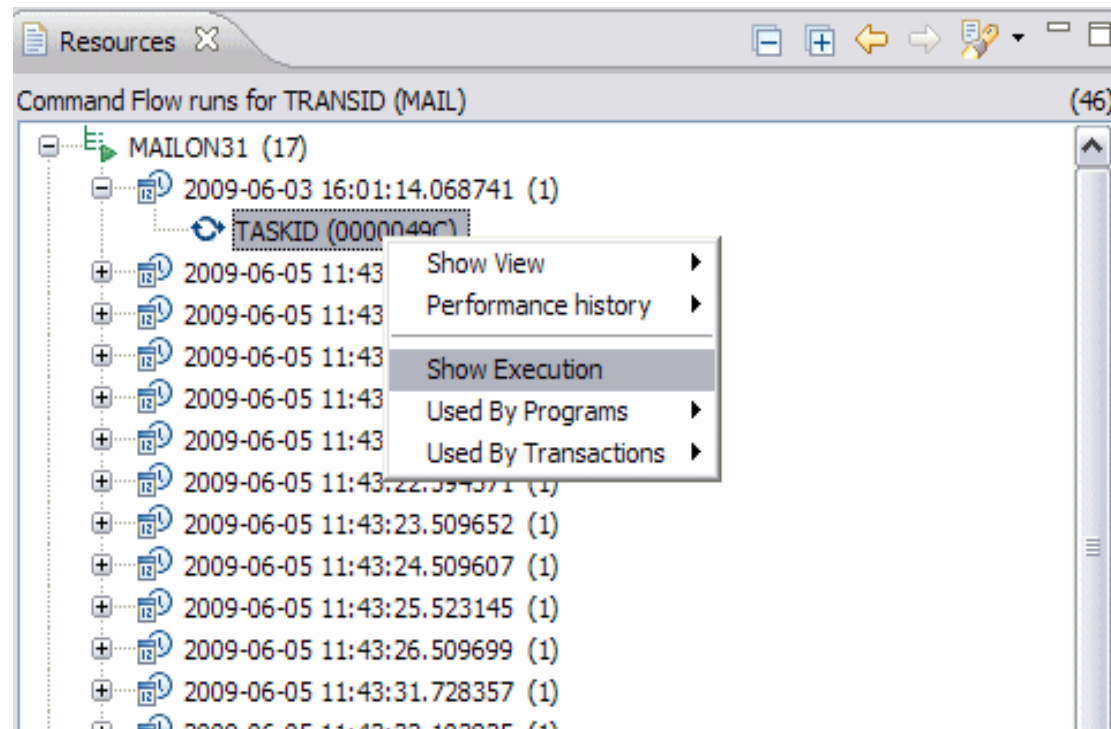 Resources
Command Flow runs for TRANSID (MAIL) (46)
MAILON31 (17)
2009-06-03 16:01:14.068741 (1)
TASKID (0000049C)
Show View
Performance history
Show Execution
Used By Programs
Used By Transactions
2009-06-05 11:43
2009-06-05 11:43
2009-06-05 11:43
2009-06-05 11:43
2009-06-05 11:43
2009-06-05 11:43:22.394371 (1)
2009-06-05 11:43:23.509652 (1)
2009-06-05 11:43:24.509607 (1)
2009-06-05 11:43:25.523145 (1)
2009-06-05 11:43:26.509699 (1)
2009-06-05 11:43:31.728357 (1)